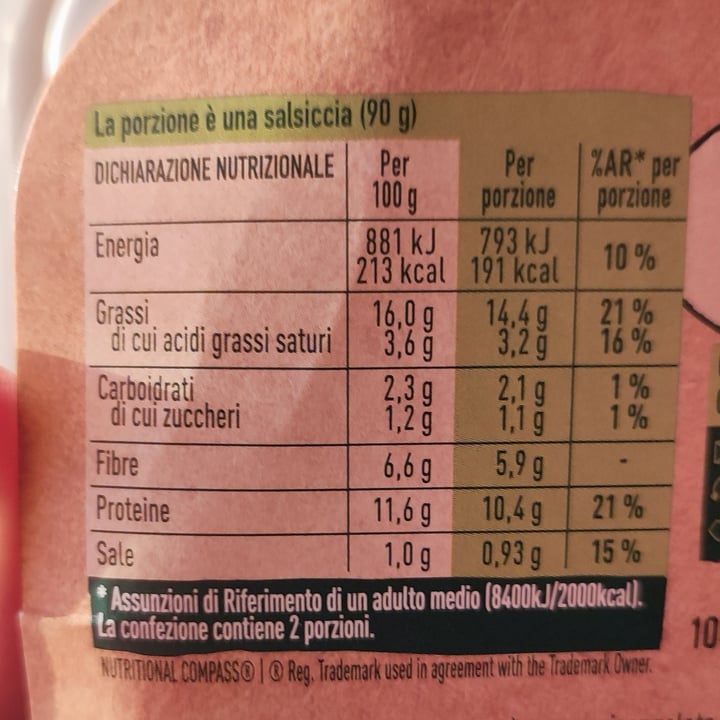 La porzione è una salsiccia (90 g)
DICHIARAZIONE NUTRIZIONALE Per 100 g Per porzione %AR* per porzione
Energia 881 kJ 793 kJ 10 %
213 kcal 191 kcal
Grassi 16,0 g 14,4 g 21 %
di cui acidi grassi saturi 3,6 g 3,2 g 16 %
Carboidrati 2,3 g 2,1 g 1 %
di cui zuccheri 1,2 g 1,1 g 1 %
Fibre 6,6 g 5,9 g -
Proteine 11,6 g 10,4 g 21 %
Sale 1,0 g 0,93 g 15 %
* Assunzioni di Riferimento di un adulto medio (8400kJ/2000kcal).
La confezione contiene 2 porzioni.
NUTRITIONAL COMPASS® | ® Reg. Trademark used in agreement with the Trademark Owner.
10